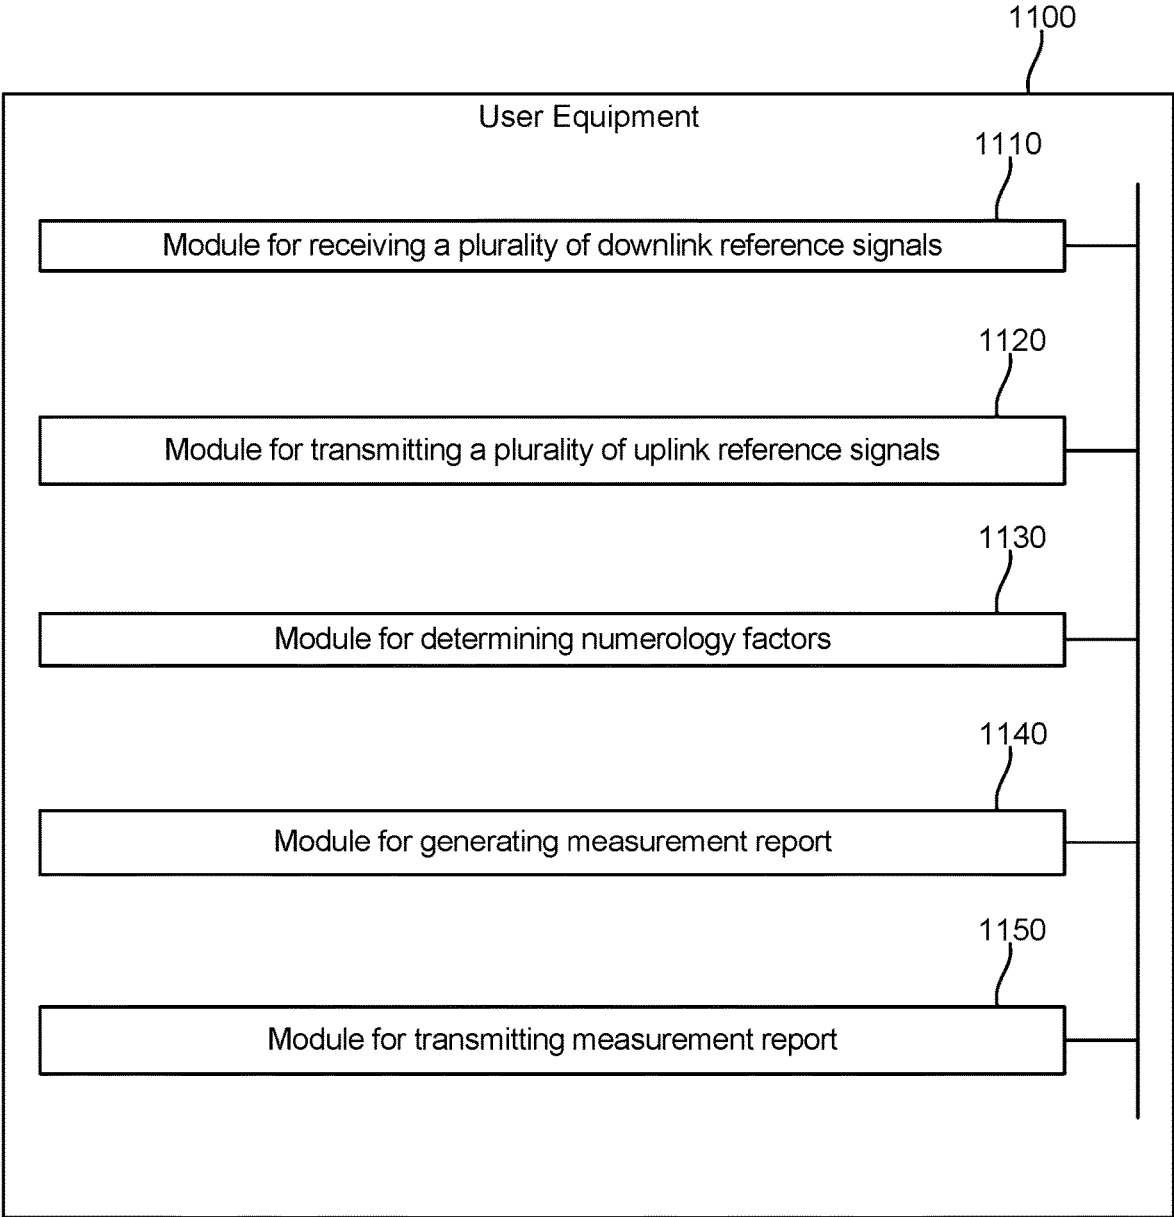 1100
User Equipment
1110
Module for receiving a plurality of downlink reference signals
1120
Module for transmitting a plurality of uplink reference signals
1130
Module for determining numerology factors
1140
Module for generating measurement report
1150
Module for transmitting measurement report